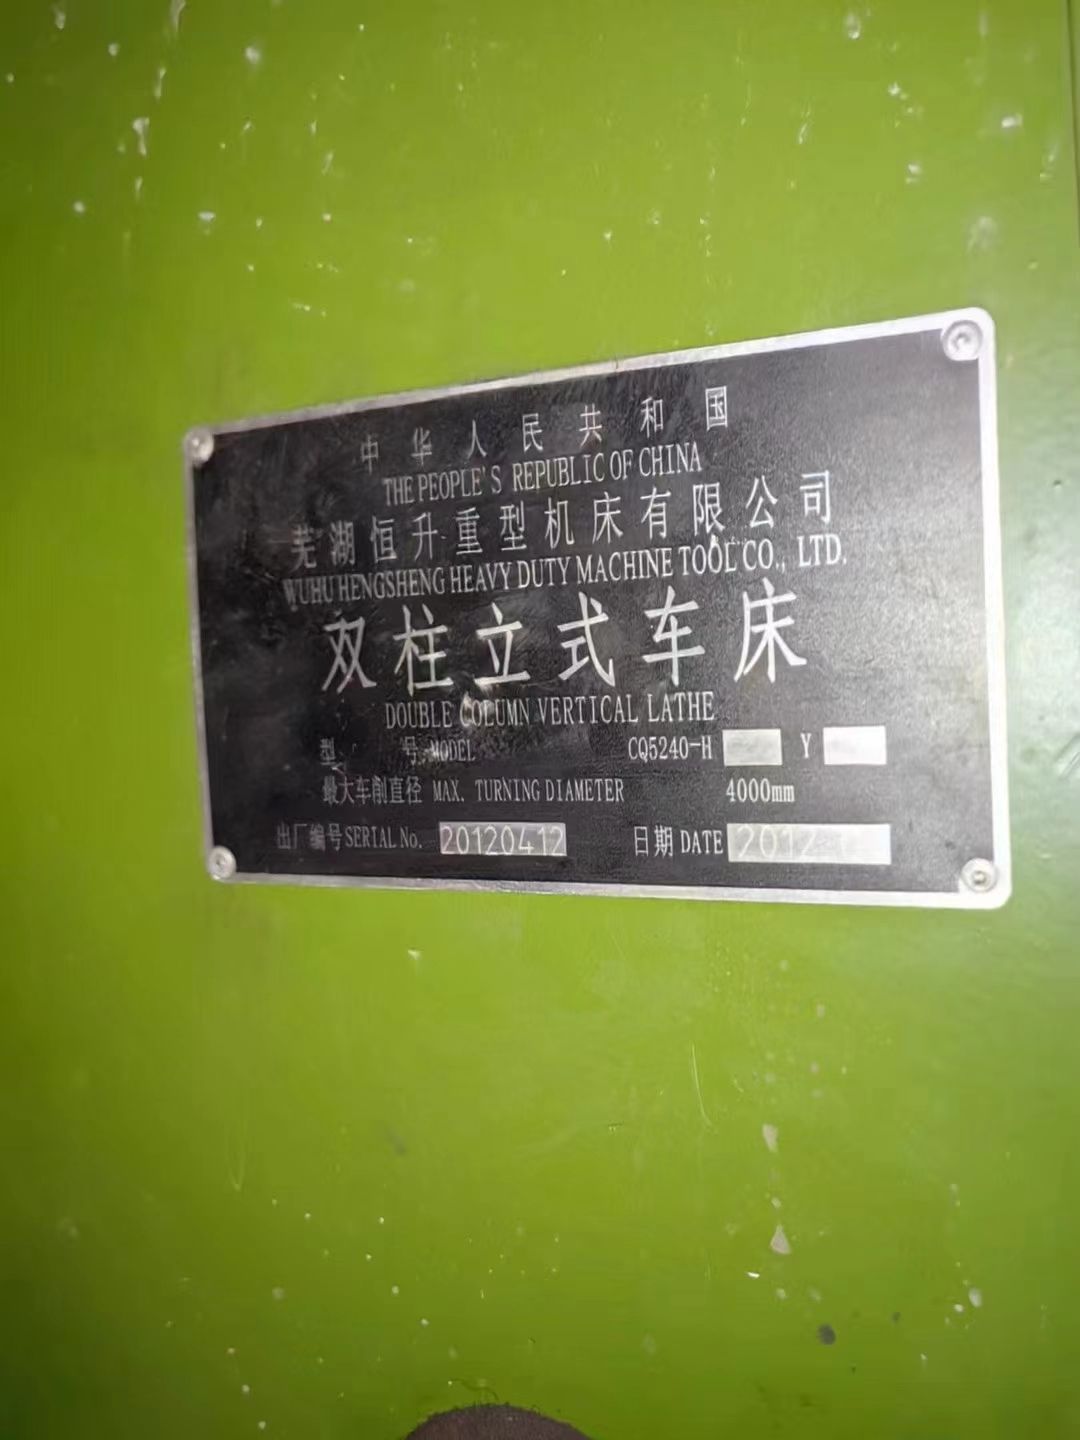 中华人民共和国
THE PEOPLE'S REPUBLIC OF CHINA
芜湖恒升重型机床有限公司
WUHU HENGSHENG HEAVY DUTY MACHINE TOOL CO., LTD.
双柱立式车床
DOUBLE COLUMN VERTICAL LATHE
型号 MODEL CQ5240-H Y
最大车削直径 MAX. TURNING DIAMETER 4000mm
出厂编号 SERIAL No. 20120412 日期 DATE 2012